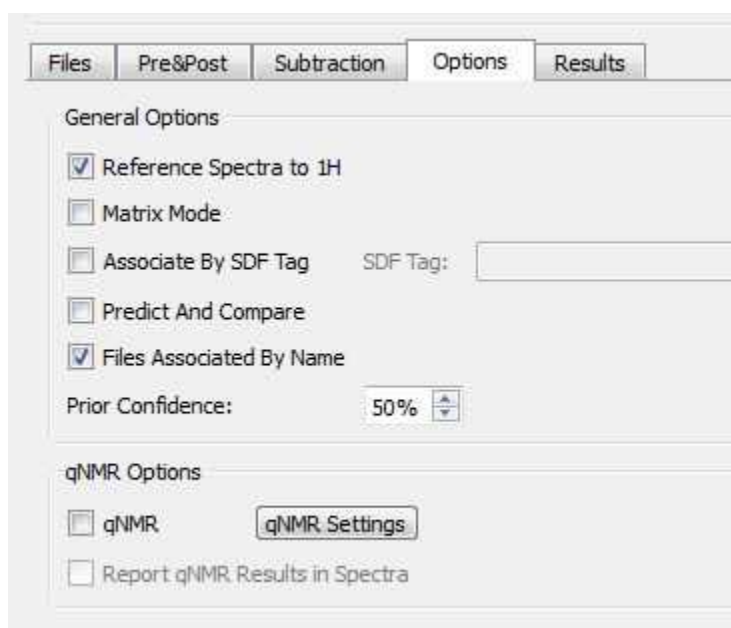 Files Pre&Post Subtraction Options Results
General Options
Reference Spectra to 1H
Matrix Mode
Associate By SDF Tag SDF Tag:
Predict And Compare
Files Associated By Name
Prior Confidence: 50%
qNMR Options
qNMR qNMR Settings
Report qNMR Results in Spectra